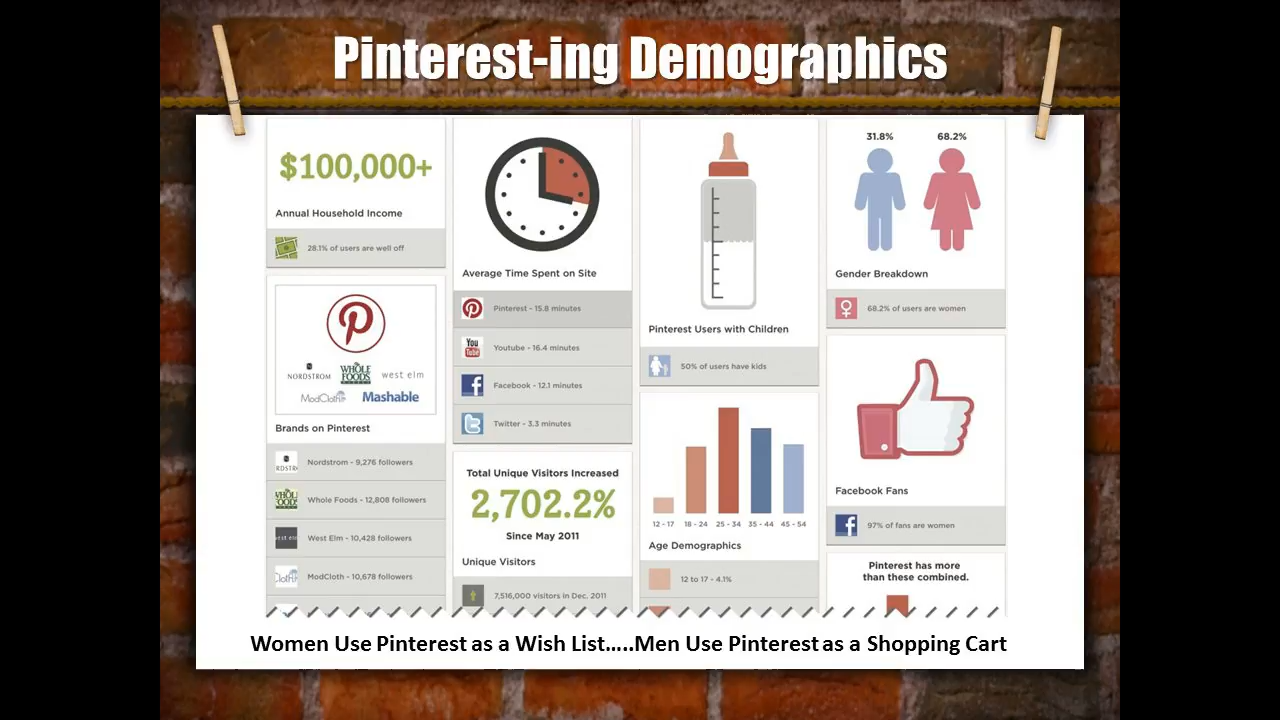 Pinterest-ing Demographics
$100,000+
Annual Household Income
28.1% of users are well off
NORDSTROM
WHOLE
FOODS
MARKET
west elm
ModCloth
Mashable
Brands on Pinterest
Nordstrom - 9,276 followers
WHOLE
FOODS
Whole Foods - 12,808 followers
west elm
West Elm - 10,428 followers
ModCloth - 10,678 followers
Average Time Spent on Site
Pinterest - 15.8 minutes
You
Tube
Youtube - 16.4 minutes
Facebook - 12.1 minutes
Twitter - 3.3 minutes
Total Unique Visitors Increased
2,702.2%
Since May 2011
Unique Visitors
7,516,000 visitors in Dec. 2011
Pinterest Users with Children
50% of users have kids
12 - 17 18 - 24 25 - 34 35 - 44 45 - 54
Age Demographics
12 to 17 - 4.1%
31.8% 68.2%
Gender Breakdown
68.2% of users are women
Facebook Fans
97% of fans are women
Pinterest has more
than these combined.
Women Use Pinterest as a Wish List.....Men Use Pinterest as a Shopping Cart